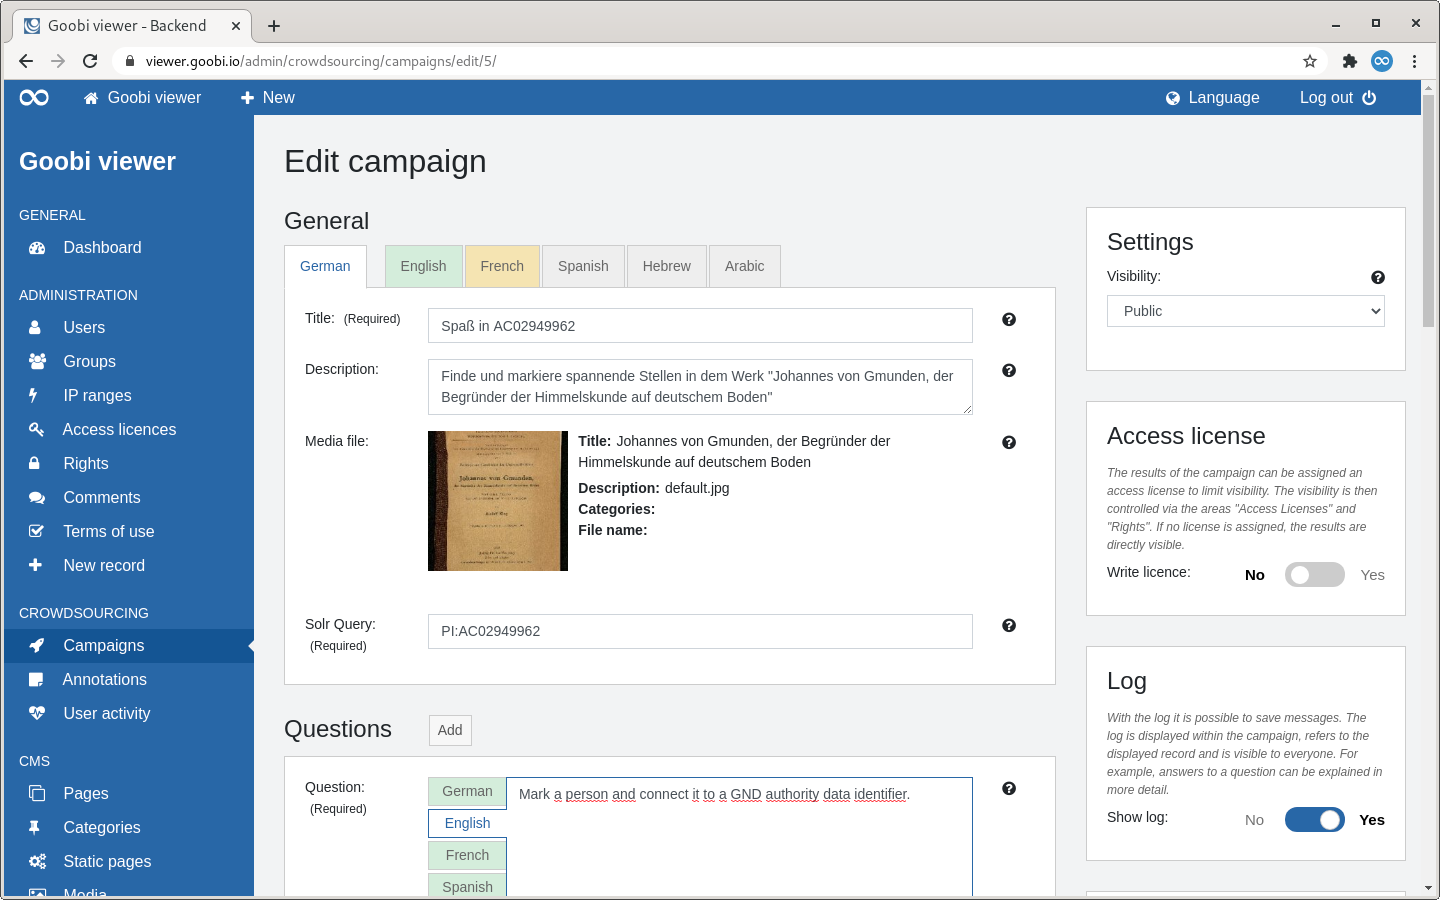 Goobi viewer - Backend
viewer.goobi.io/admin/crowdsourcing/campaigns/edit/5/
Goobi viewer
New
Language
Log out
Goobi viewer
GENERAL
Dashboard
ADMINISTRATION
Users
Groups
IP ranges
Access licences
Rights
Comments
Terms of use
New record
CROWDSOURCING
Campaigns
Annotations
User activity
CMS
Pages
Categories
Static pages
Media
Edit campaign
General
German
English
French
Spanish
Hebrew
Arabic
Title: (Required)
Spaß in AC02949962
Description:
Finde und markiere spannende Stellen in dem Werk "Johannes von Gmunden, der
Begründer der Himmelskunde auf deutschem Boden"
Media file:
Johannes von Gmunden,
Title: Johannes von Gmunden, der Begründer der
Himmelskunde auf deutschem Boden
Description: default.jpg
Categories:
File name:
Solr Query:
(Required)
PI:AC02949962
Questions
Add
Question:
(Required)
German
English
French
Spanish
Mark a person and connect it to a GND authority data identifier.
Settings
Visibility:
Public
Access license
The results of the campaign can be assigned an
access license to limit visibility. The visibility is then
controlled via the areas "Access Licenses" and
"Rights". If no license is assigned, the results are
directly visible.
Write licence:
No
Yes
Log
With the log it is possible to save messages. The
log is displayed within the campaign, refers to the
displayed record and is visible to everyone. For
example, answers to a question can be explained in
more detail.
Show log:
No
Yes